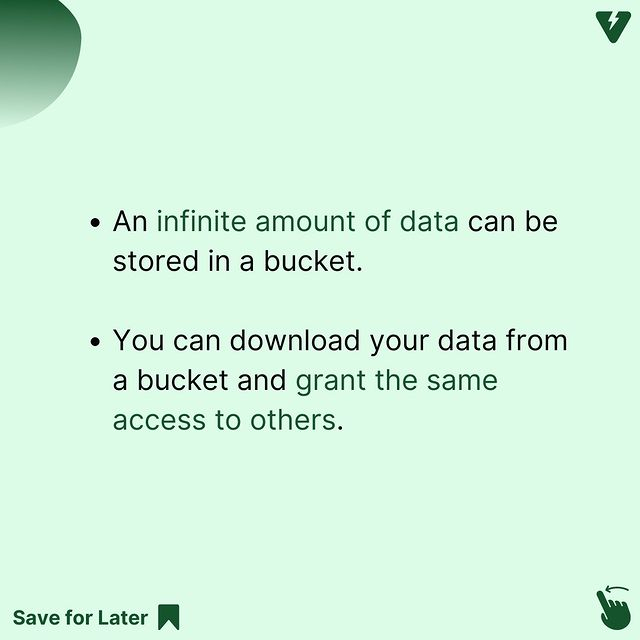 • An infinite amount of data can be
stored in a bucket.
• You can download your data from
a bucket and grant the same
access to others.
Save for Later